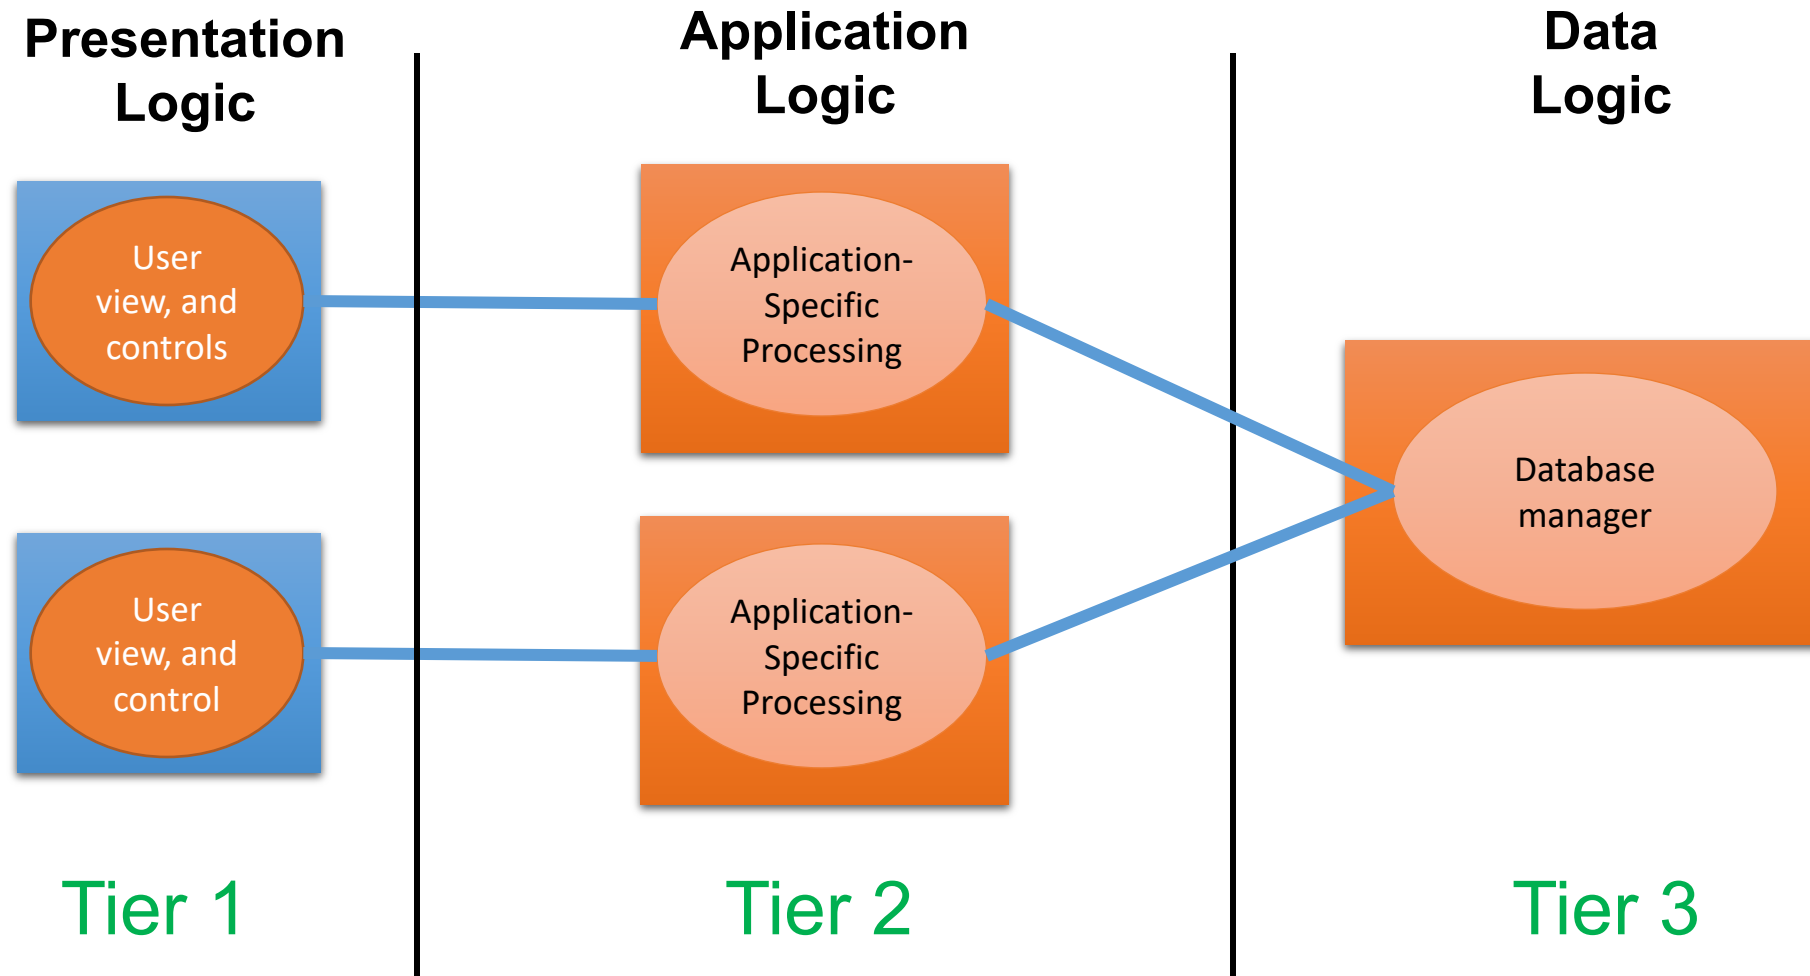 Presentation
Logic
Application
Logic
Data
Logic
User
view, and
controls
Application-
Specific
Processing
Database
manager
User
view, and
control
Application-
Specific
Processing
Tier 1
Tier 2
Tier 3